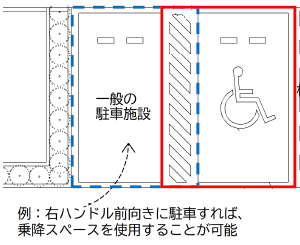 一般の
駐車施設
例：右ハンドル前向きに駐車すれば、
乗降スペースを使用することが可能